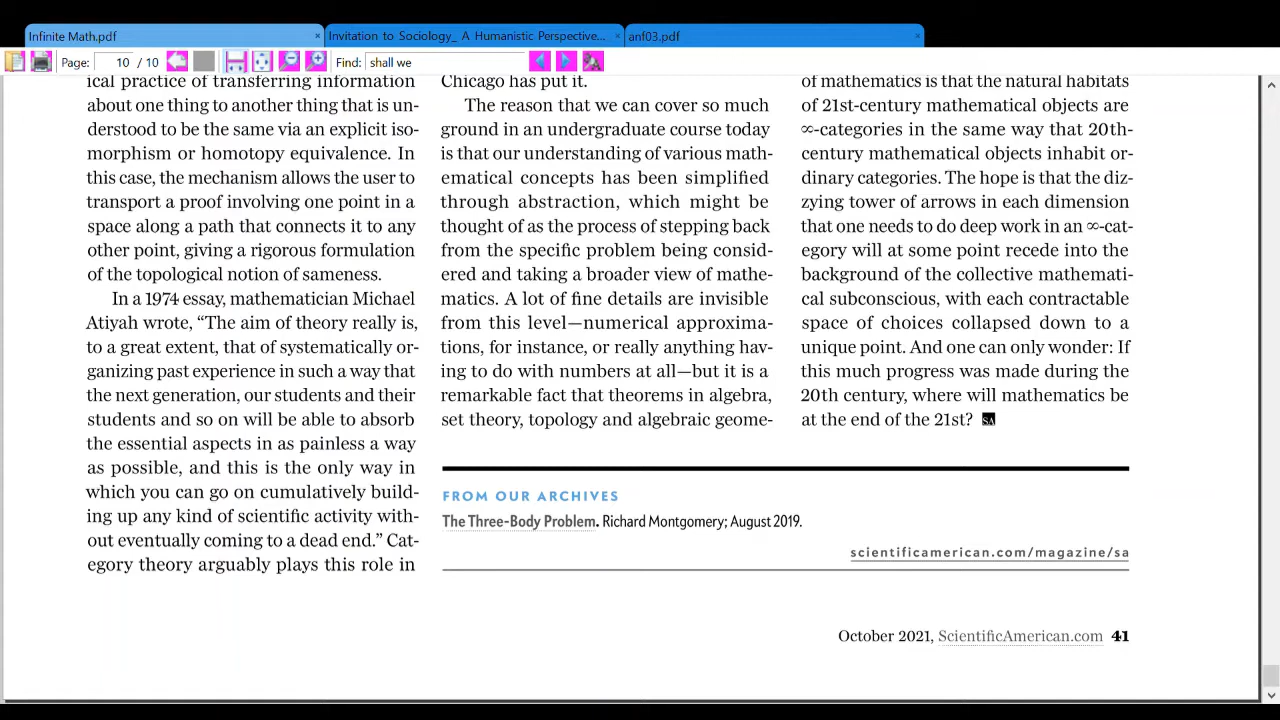 Infinite Math.pdf
Invitation to Sociology_ A Humanistic Perspective...
anf03.pdf
Page: 10 / 10 Find: shall we
ical practice of transferring information
about one thing to another thing that is un-
derstood to be the same via an explicit iso-
morphism or homotopy equivalence. In
this case, the mechanism allows the user to
transport a proof involving one point in a
space along a path that connects it to any
other point, giving a rigorous formulation
of the topological notion of sameness.
In a 1974 essay, mathematician Michael
Atiyah wrote, “The aim of theory really is,
to a great extent, that of systematically or-
ganizing past experience in such a way that
the next generation, our students and their
students and so on will be able to absorb
the essential aspects in as painless a way
as possible, and this is the only way in
which you can go on cumulatively build-
ing up any kind of scientific activity with-
out eventually coming to a dead end.” Cat-
egory theory arguably plays this role in
Chicago has put it.
The reason that we can cover so much
ground in an undergraduate course today
is that our understanding of various math-
ematical concepts has been simplified
through abstraction, which might be
thought of as the process of stepping back
from the specific problem being consid-
ered and taking a broader view of mathe-
matics. A lot of fine details are invisible
from this level—numerical approxima-
tions, for instance, or really anything hav-
ing to do with numbers at all—but it is a
remarkable fact that theorems in algebra,
set theory, topology and algebraic geome-
of mathematics is that the natural habitats
of 21st-century mathematical objects are
∞-categories in the same way that 20th-
century mathematical objects inhabit or-
dinary categories. The hope is that the diz-
zying tower of arrows in each dimension
that one needs to do deep work in an ∞-cat-
egory will at some point recede into the
background of the collective mathemati-
cal subconscious, with each contractable
space of choices collapsed down to a
unique point. And one can only wonder: If
this much progress was made during the
20th century, where will mathematics be
at the end of the 21st? SA
FROM OUR ARCHIVES
The Three-Body Problem. Richard Montgomery; August 2019.
scientificamerican.com/magazine/sa
October 2021, ScientificAmerican.com 41